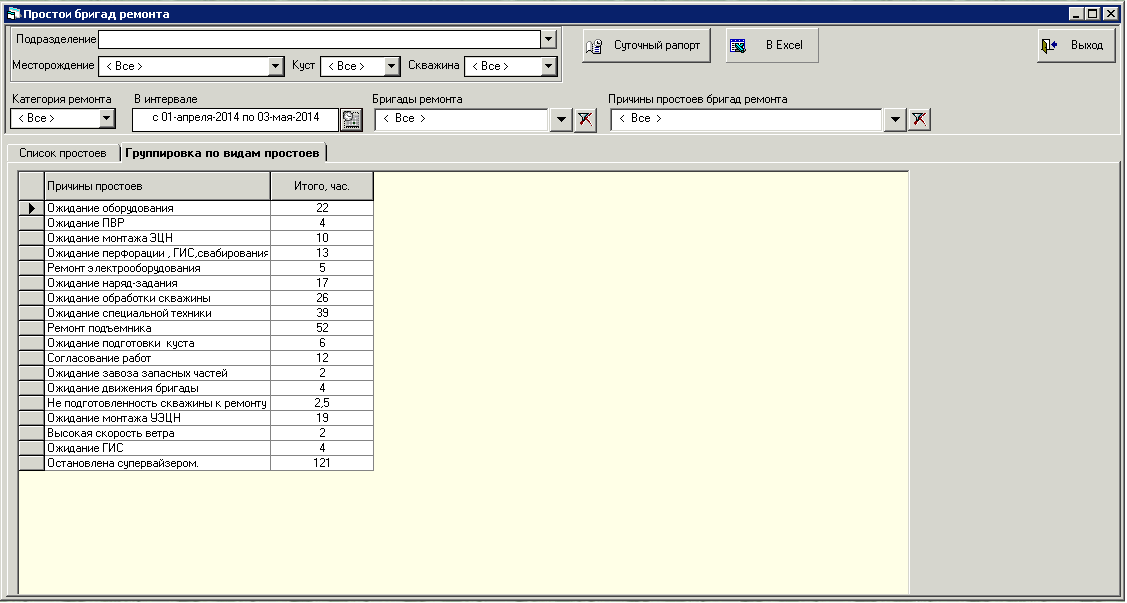 Простои бригад ремонта
Подразделение
Суточный рапорт
В Excel
Выход
Месторождение < Все > Куст < Все > Скважина < Все >
Категория ремонта В интервале Бригады ремонта Причины простоев бригад ремонта
< Все > с 01-апреля-2014 по 03-мая-2014 < Все > < Все >
Список простоев Группировка по видам простоев
Причины простоев Итого, час.
Ожидание оборудования 22
Ожидание ПВР 4
Ожидание монтажа ЭЦН 10
Ожидание перфорации , ГИС,свабирования 13
Ремонт электрооборудования 5
Ожидание наряд-задания 17
Ожидание обработки скважины 26
Ожидание специальной техники 39
Ремонт подъемника 52
Ожидание подготовки куста 6
Согласование работ 12
Ожидание завоза запасных частей 2
Ожидание движения бригады 4
Не подготовленность скважины к ремонту 2,5
Ожидание монтажа УЭЦН 19
Высокая скорость ветра 2
Ожидание ГИС 4
Остановлена супервайзером. 121